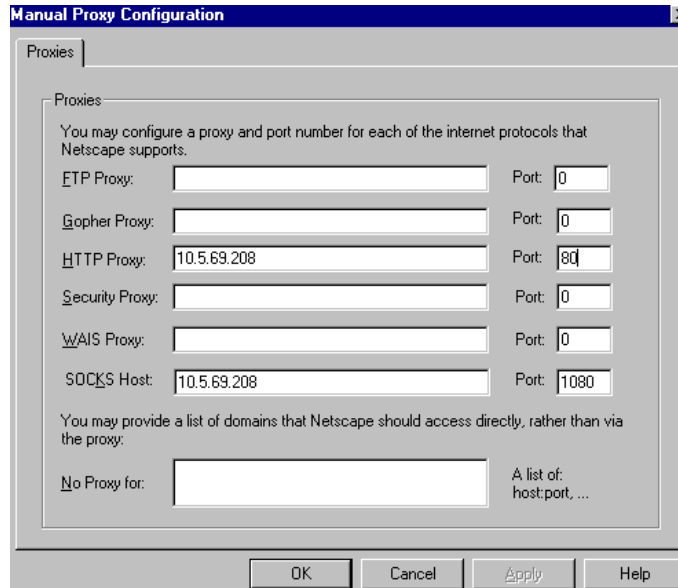 Manual Proxy Configuration
Proxies
Proxies
You may configure a proxy and port number for each of the internet protocols that
Netscape supports.
FTP Proxy: Port: 0
Gopher Proxy: Port: 0
HTTP Proxy: 10.5.69.208 Port: 80
Security Proxy: Port: 0
WAIS Proxy: Port: 0
SOCKS Host: 10.5.69.208 Port: 1080
You may provide a list of domains that Netscape should access directly, rather than via
the proxy:
No Proxy for: A list of:
host:port, ...
OK Cancel Apply Help